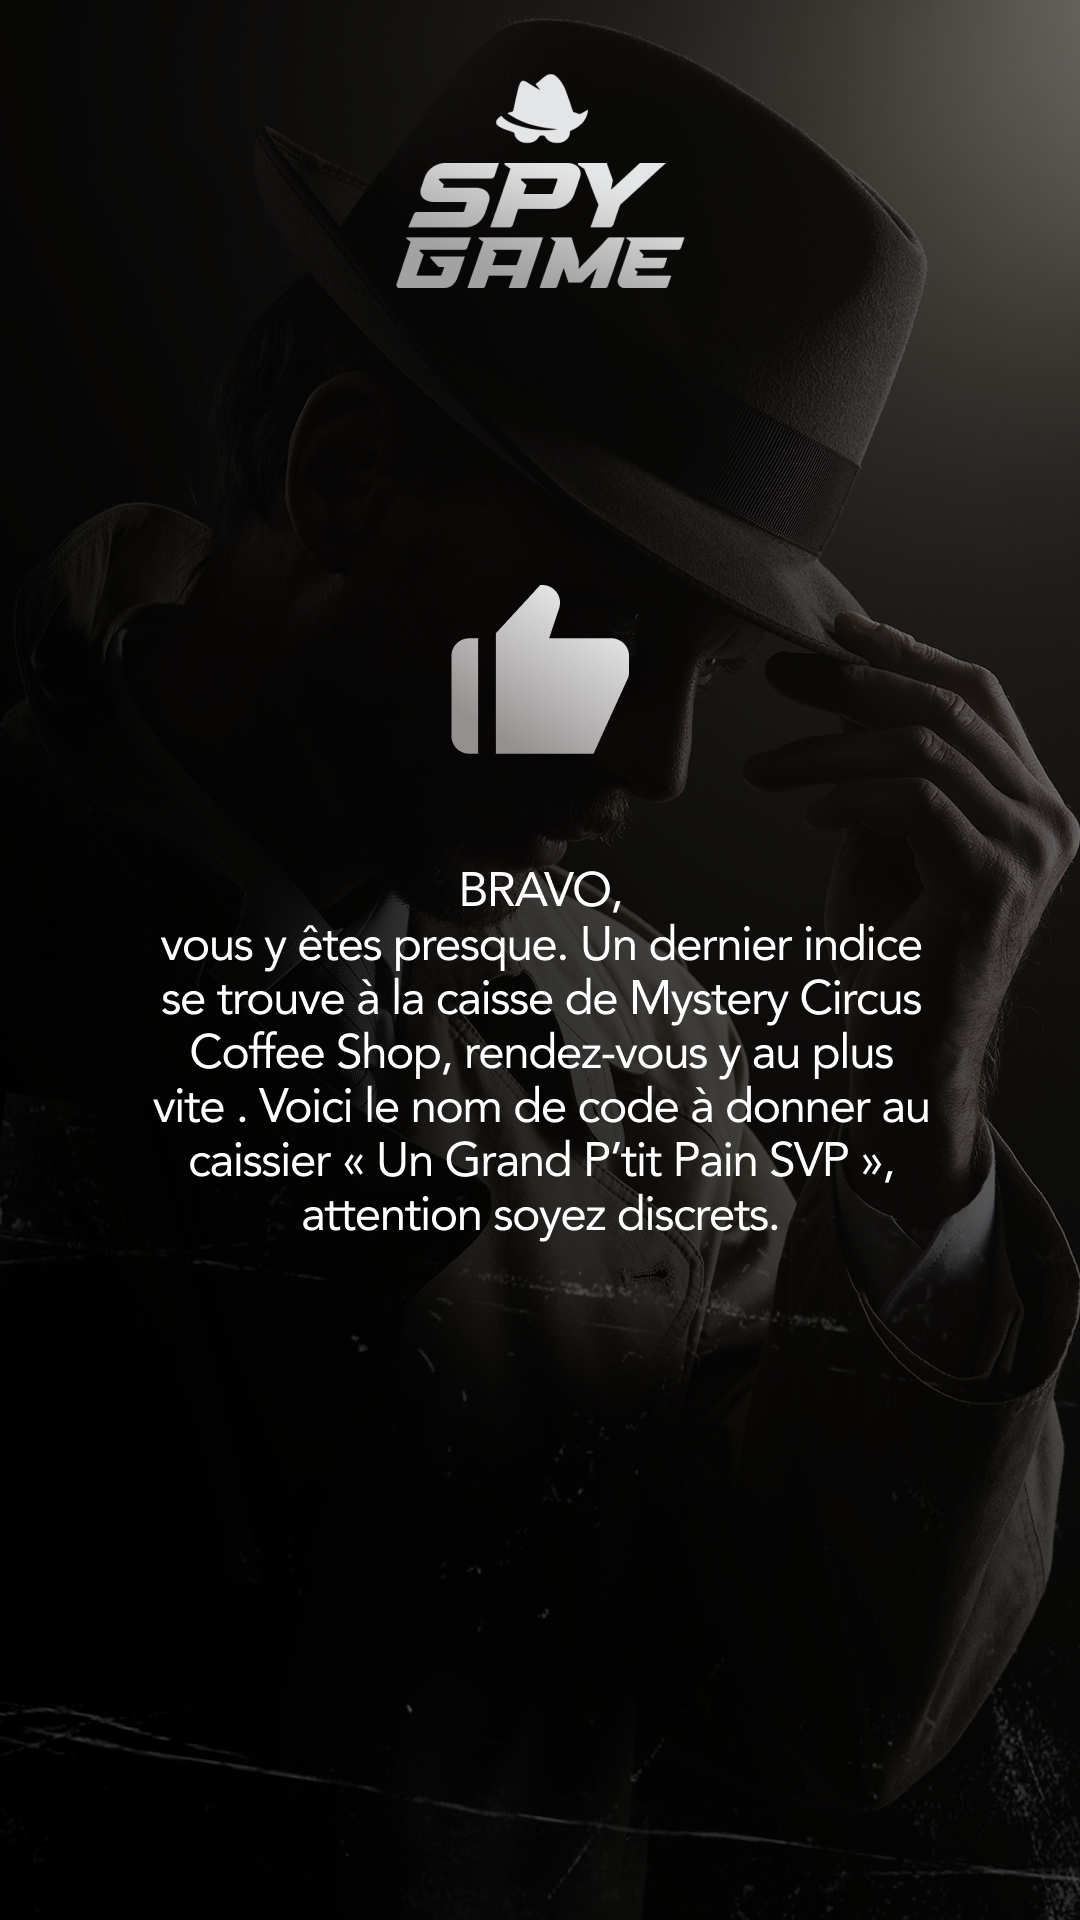 SPY
GAME
BRAVO,
vous y êtes presque. Un dernier indice
se trouve à la caisse de Mystery Circus
Coffee Shop, rendez-vous y au plus
vite . Voici le nom de code à donner au
caissier « Un Grand P’tit Pain SVP »,
attention soyez discrets.